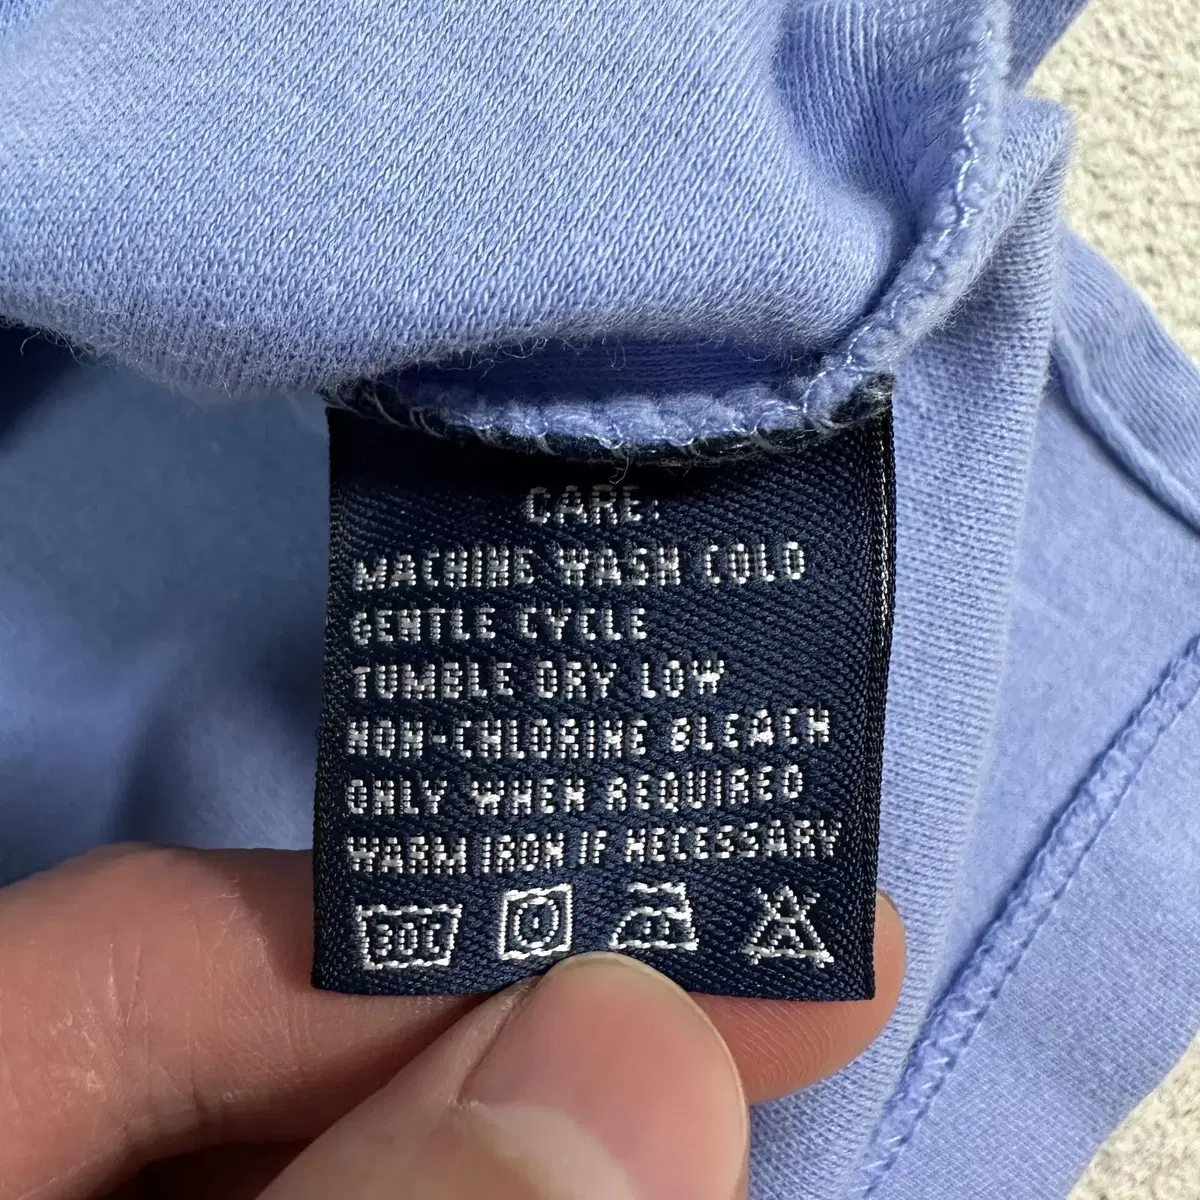 CARE:
MACHINE WASH COLD
GENTLE CYCLE
TUMBLE DRY LOW
NON-CHLORINE BLEACH
ONLY WHEN REQUIRED
WARM IRON IF NECESSARY
30C